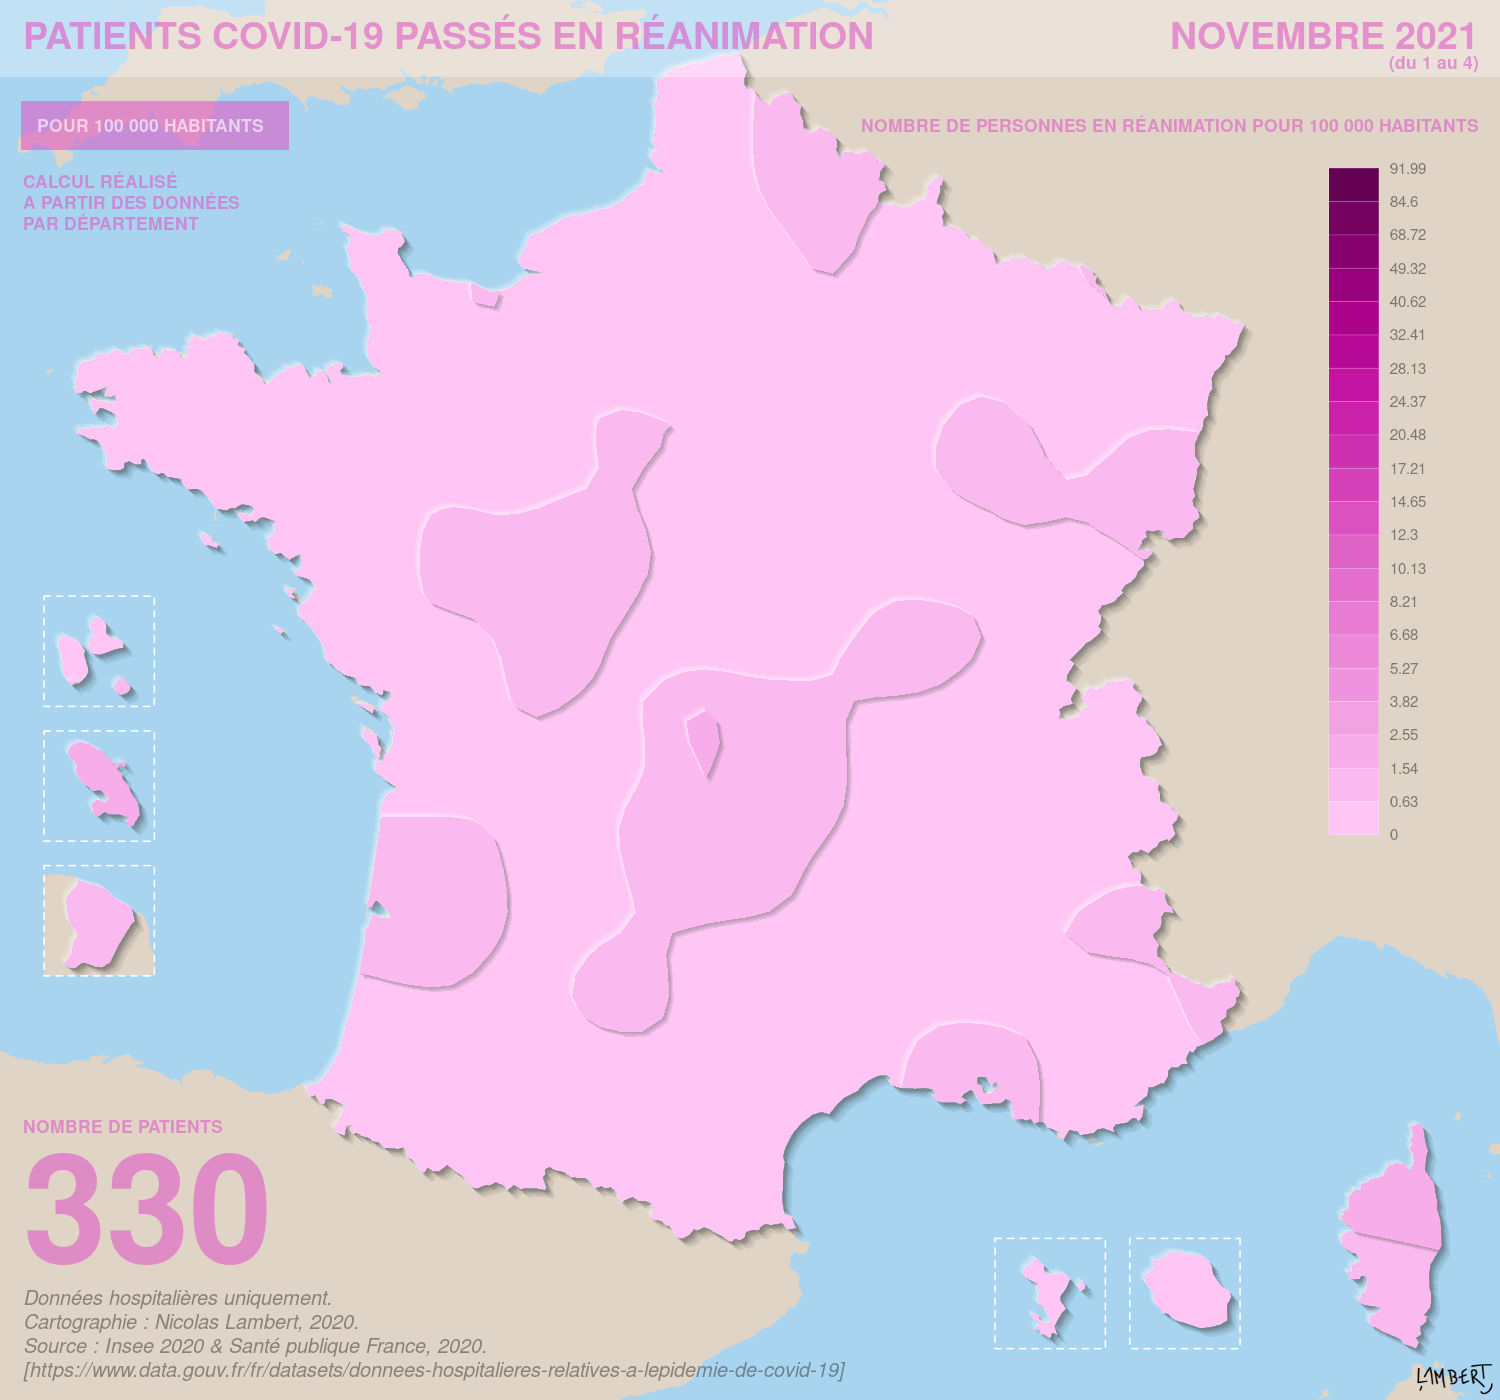 PATIENTS COVID-19 PASSÉS EN RÉANIMATION
NOVEMBRE 2021
(du 1 au 4)
POUR 100 000 HABITANTS
CALCUL RÉALISÉ
A PARTIR DES DONNÉES
PAR DÉPARTEMENT
NOMBRE DE PERSONNES EN RÉANIMATION POUR 100 000 HABITANTS
91.99
84.6
68.72
49.32
40.62
32.41
28.13
24.37
20.48
17.21
14.65
12.3
10.13
8.21
6.68
5.27
3.82
2.55
1.54
0.63
0
NOMBRE DE PATIENTS
330
Données hospitalières uniquement.
Cartographie : Nicolas Lambert, 2020.
Source : Insee 2020 & Santé publique France, 2020.
[https://www.data.gouv.fr/fr/datasets/donnees-hospitalieres-relatives-a-lepidemie-de-covid-19]
LAMBERT